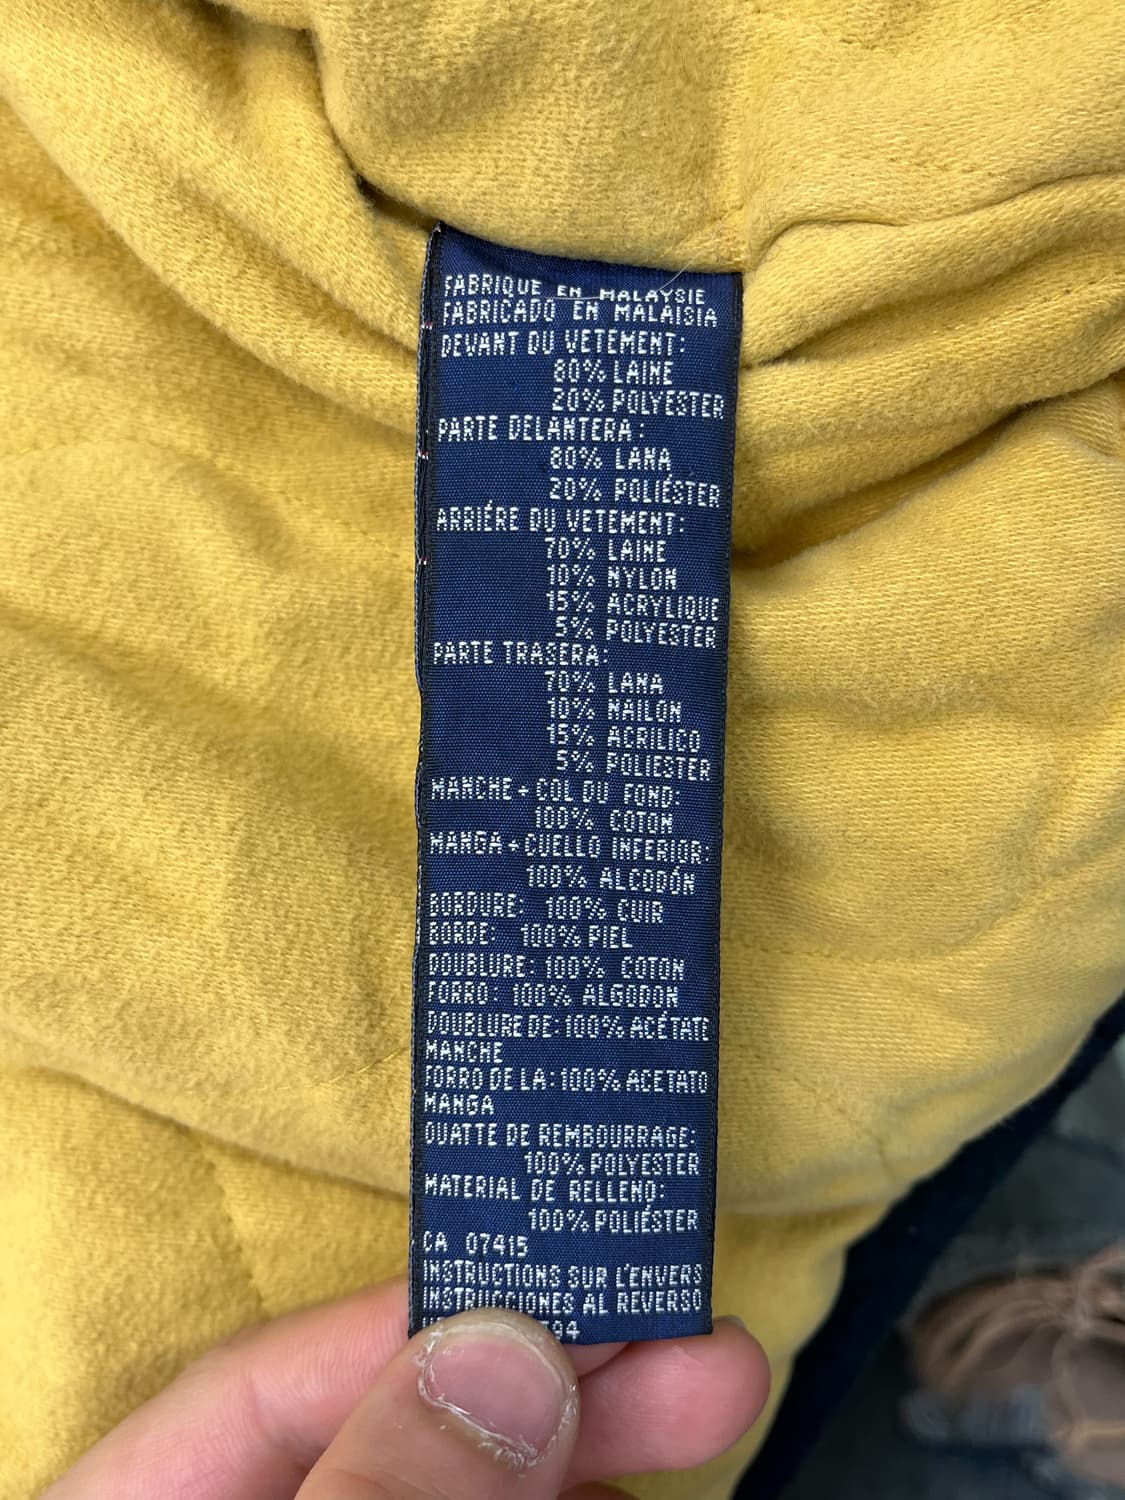 FABRIQUE EN MALAYSIE
FABRICADO EN MALAISIA
DEVANT DU VETEMENT:
80% LAINE
20% POLYESTER
PARTE DELANTERA:
80% LANA
20% POLIÉSTER
ARRIÉRE DU VETEMENT:
70% LAINE
10% NYLON
15% ACRYLIQUE
5% POLYESTER
PARTE TRASERA:
70% LANA
10% NAILON
15% ACRILICO
5% POLIESTER
MANCHE + COL DU FOND:
100% COTON
MANGA + CUELLO INFERIOR:
100% ALCODÓN
BORDURE: 100% CUIR
BORDE: 100% PIEL
DOUBLURE: 100% COTON
FORRO: 100% ALGODON
DOUBLURE DE: 100% ACÉTATE
MANCHE
FORRO DE LA: 100% ACETATO
MANGA
OUATTE DE REMBOURRAGE:
100% POLYESTER
MATERIAL DE RELLENO:
100% POLIÉSTER
CA 07415
INSTRUCTIONS SUR L'ENVERS
INSTRUCCIONES AL REVERSO